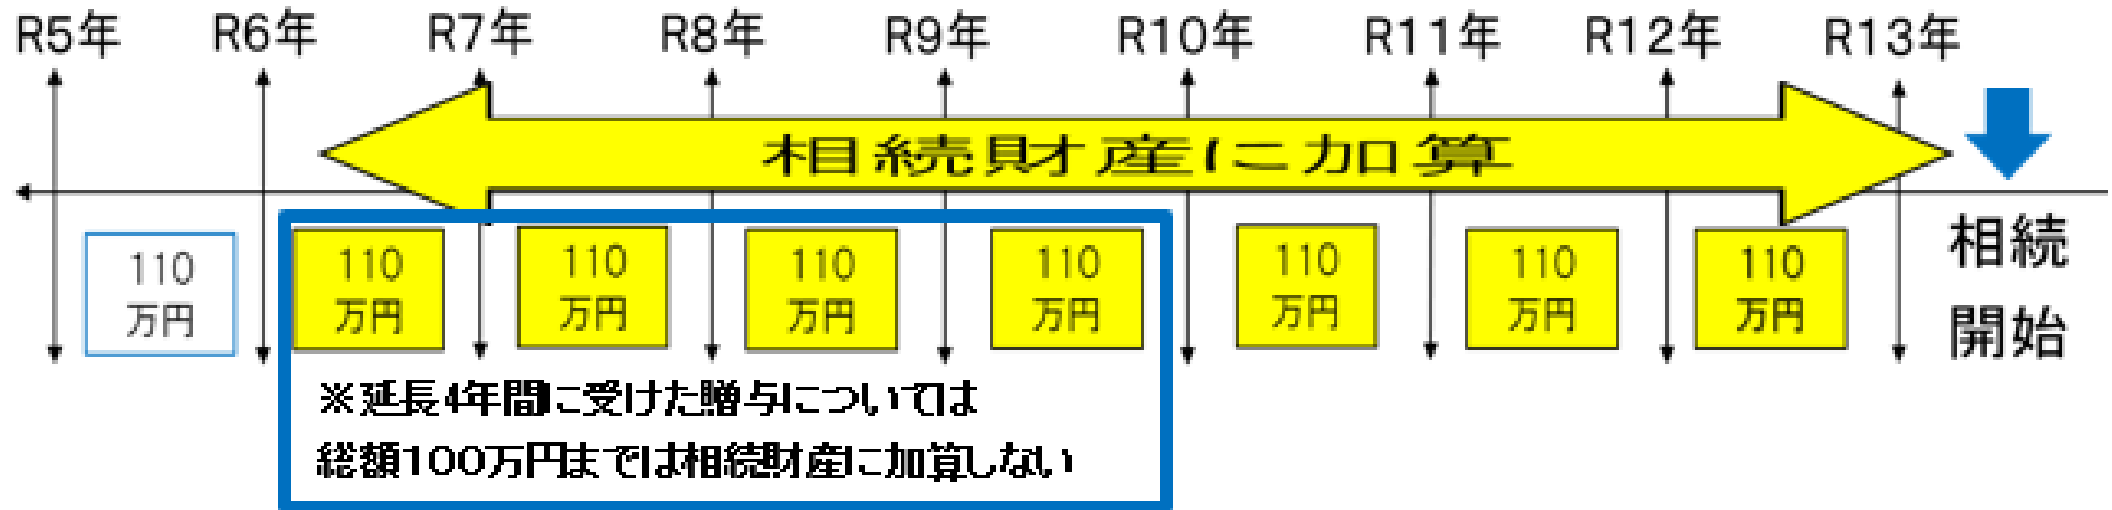 R5年 R6年 R7年 R8年 R9年 R10年 R11年 R12年 R13年
相続財産に加算
110
万円
110
万円
110
万円
110
万円
110
万円
110
万円
110
万円
110
万円
相続
開始
※延長4年間に受けた贈与については
総額100万円までは相続財産に加算しない